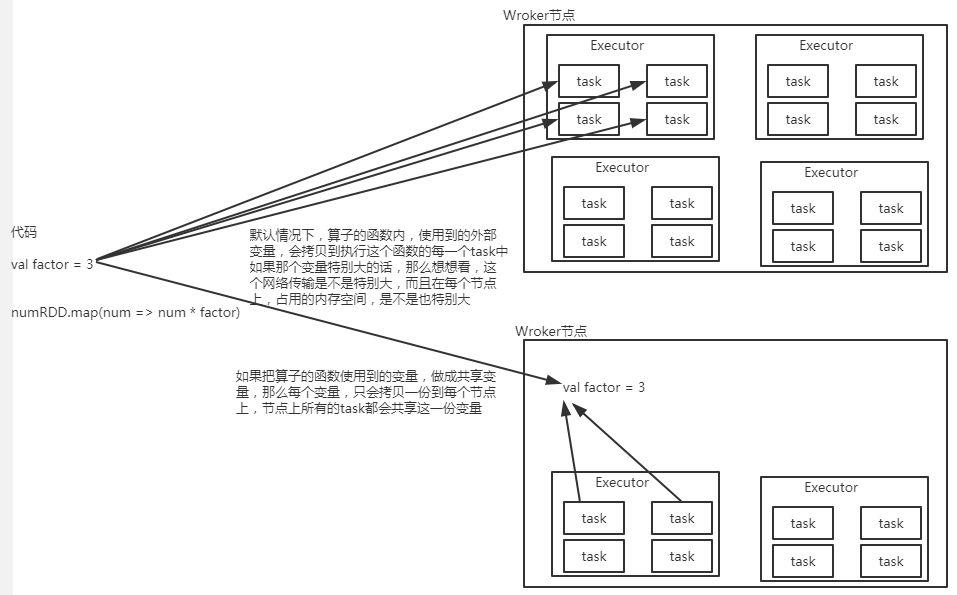 Wroker节点
Executor
task
task
task
task
Executor
task
task
task
task
Executor
task
task
task
task
Executor
task
task
task
task
代码
val factor = 3
numRDD.map(num => num * factor)
默认情况下，算子的函数内，使用到的外部
变量，会拷贝到执行这个函数的每一个task中
如果那个变量特别大的话，那么想想看，这
个网络传输是不是特别大，而且在每个节点
上，占用的内存空间，是不是也特别大
如果把算子的函数使用到的变量，做成共享变
量，那么每个变量，只会拷贝一份到每个节点
上，节点上所有的task都会共享这一份变量
Wroker节点
val factor = 3
Executor
task
task
task
task
Executor
task
task
task
task